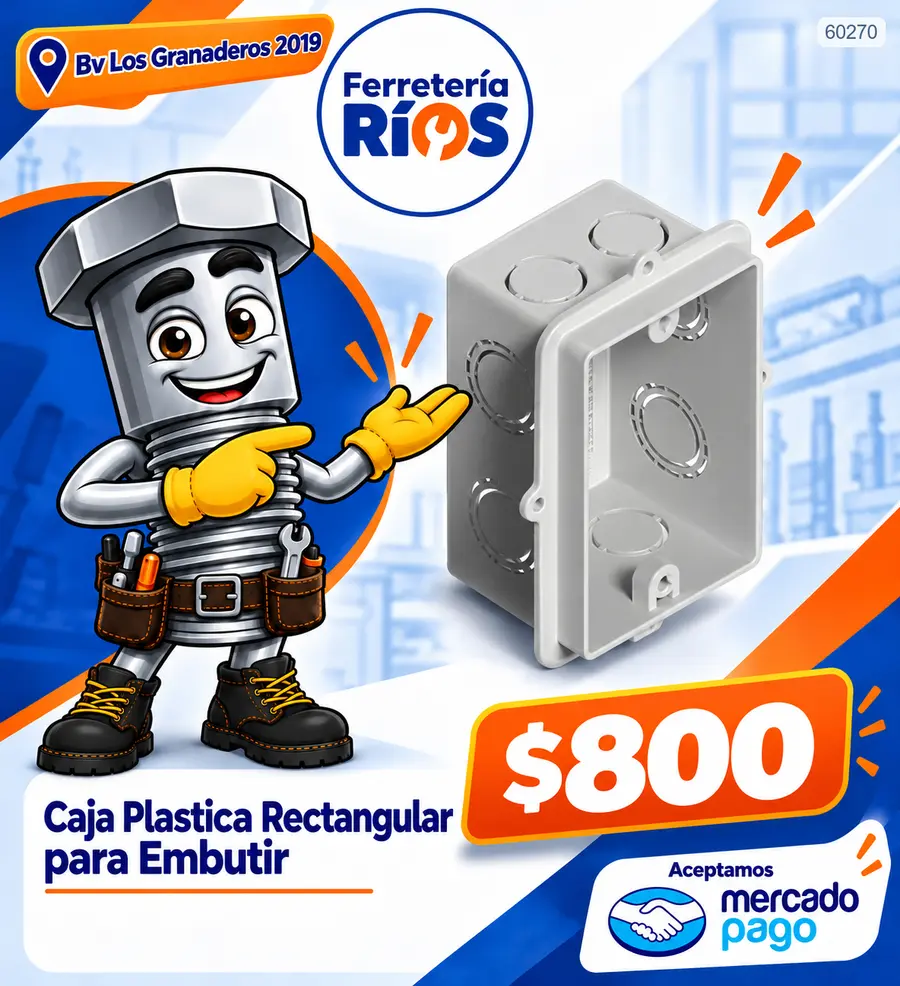 Bv Los Granaderos 2019
Ferretería
RÍOS
60270
$800
Caja Plastica Rectangular
para Embutir
Aceptamos
mercado
pago